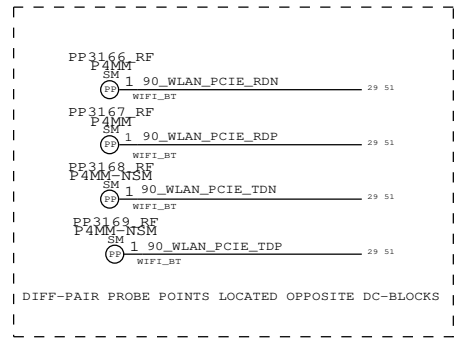 PP3166_RF
P4MM
SM
PP
1 90_WLAN_PCIE_RDN 29 51
WIFI_BT
PP3167_RF
P4MM
SM
PP
1 90_WLAN_PCIE_RDP 29 51
WIFI_BT
PP3168_RF
P4MM-NSM
SM
PP
1 90_WLAN_PCIE_TDN 29 51
WIFI_BT
PP3169_RF
P4MM-NSM
SM
PP
1 90_WLAN_PCIE_TDP 29 51
WIFI_BT
DIFF-PAIR PROBE POINTS LOCATED OPPOSITE DC-BLOCKS